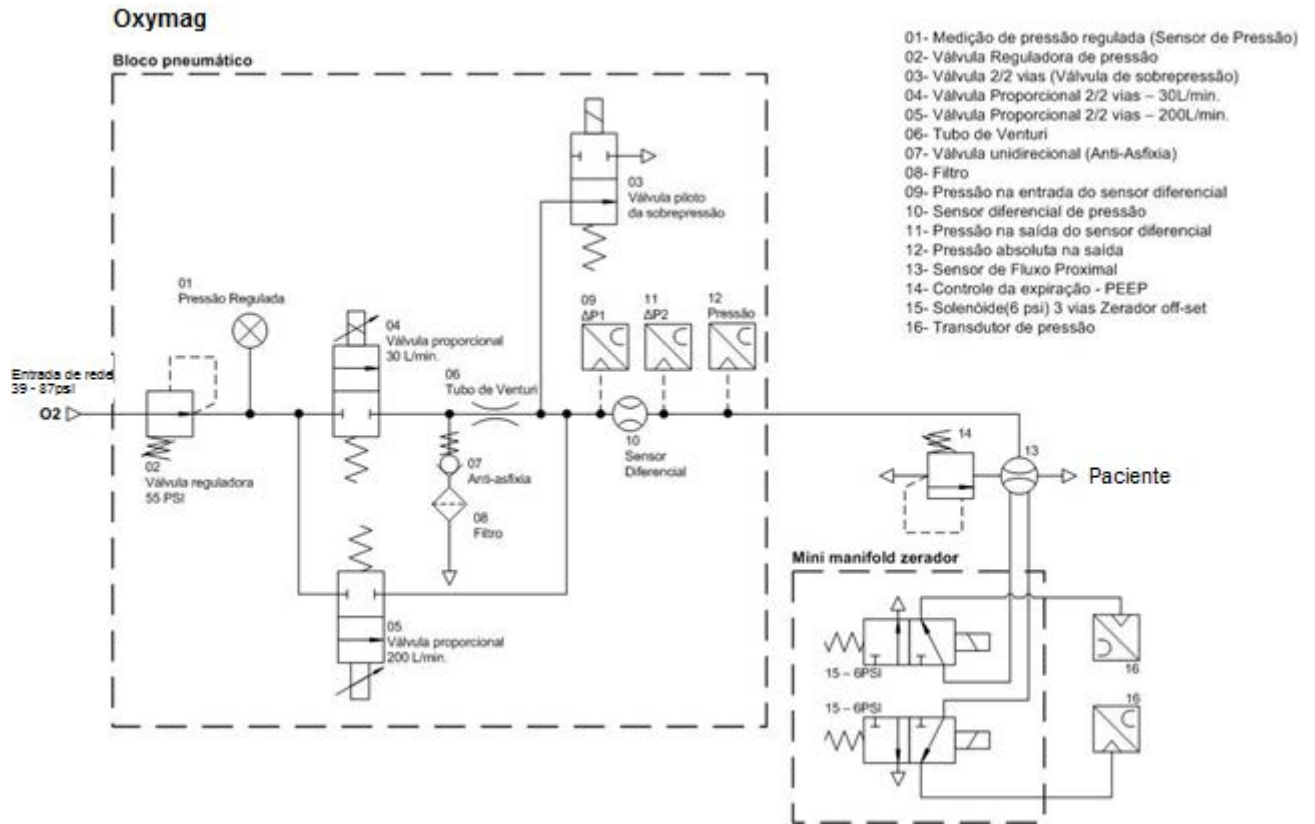 Oxymag
Bloco pneumático
01- Medição de pressão regulada (Sensor de Pressão)
02- Válvula Reguladora de pressão
03- Válvula 2/2 vias (Válvula de sobrepressão)
04- Válvula Proporcional 2/2 vias – 30L/min.
05- Válvula Proporcional 2/2 vias – 200L/min.
06- Tubo de Venturi
07- Válvula unidirecional (Anti-Asfixia)
08- Filtro
09- Pressão na entrada do sensor diferencial
10- Sensor diferencial de pressão
11- Pressão na saída do sensor diferencial
12- Pressão absoluta na saída
13- Sensor de Fluxo Proximal
14- Controle da expiração - PEEP
15- Solenóide(6 psi) 3 vias Zerador off-set
16- Transdutor de pressão
03
Válvula piloto
da sobrepressão
01
Pressão Regulada
04
Válvula proporcional
30 L/min.
09
ΔP1
11
ΔP2
12
Pressão
Entrada de rede
39 - 87psi
O2
06
Tubo de Venturi
02
Válvula reguladora
55 PSI
07
Anti-asfixia
08
Filtro
10
Sensor
Diferencial
14
13
Paciente
05
Válvula proporcional
200 L/min.
Mini manifold zerador
15 – 6PSI
16
15 – 6PSI
16